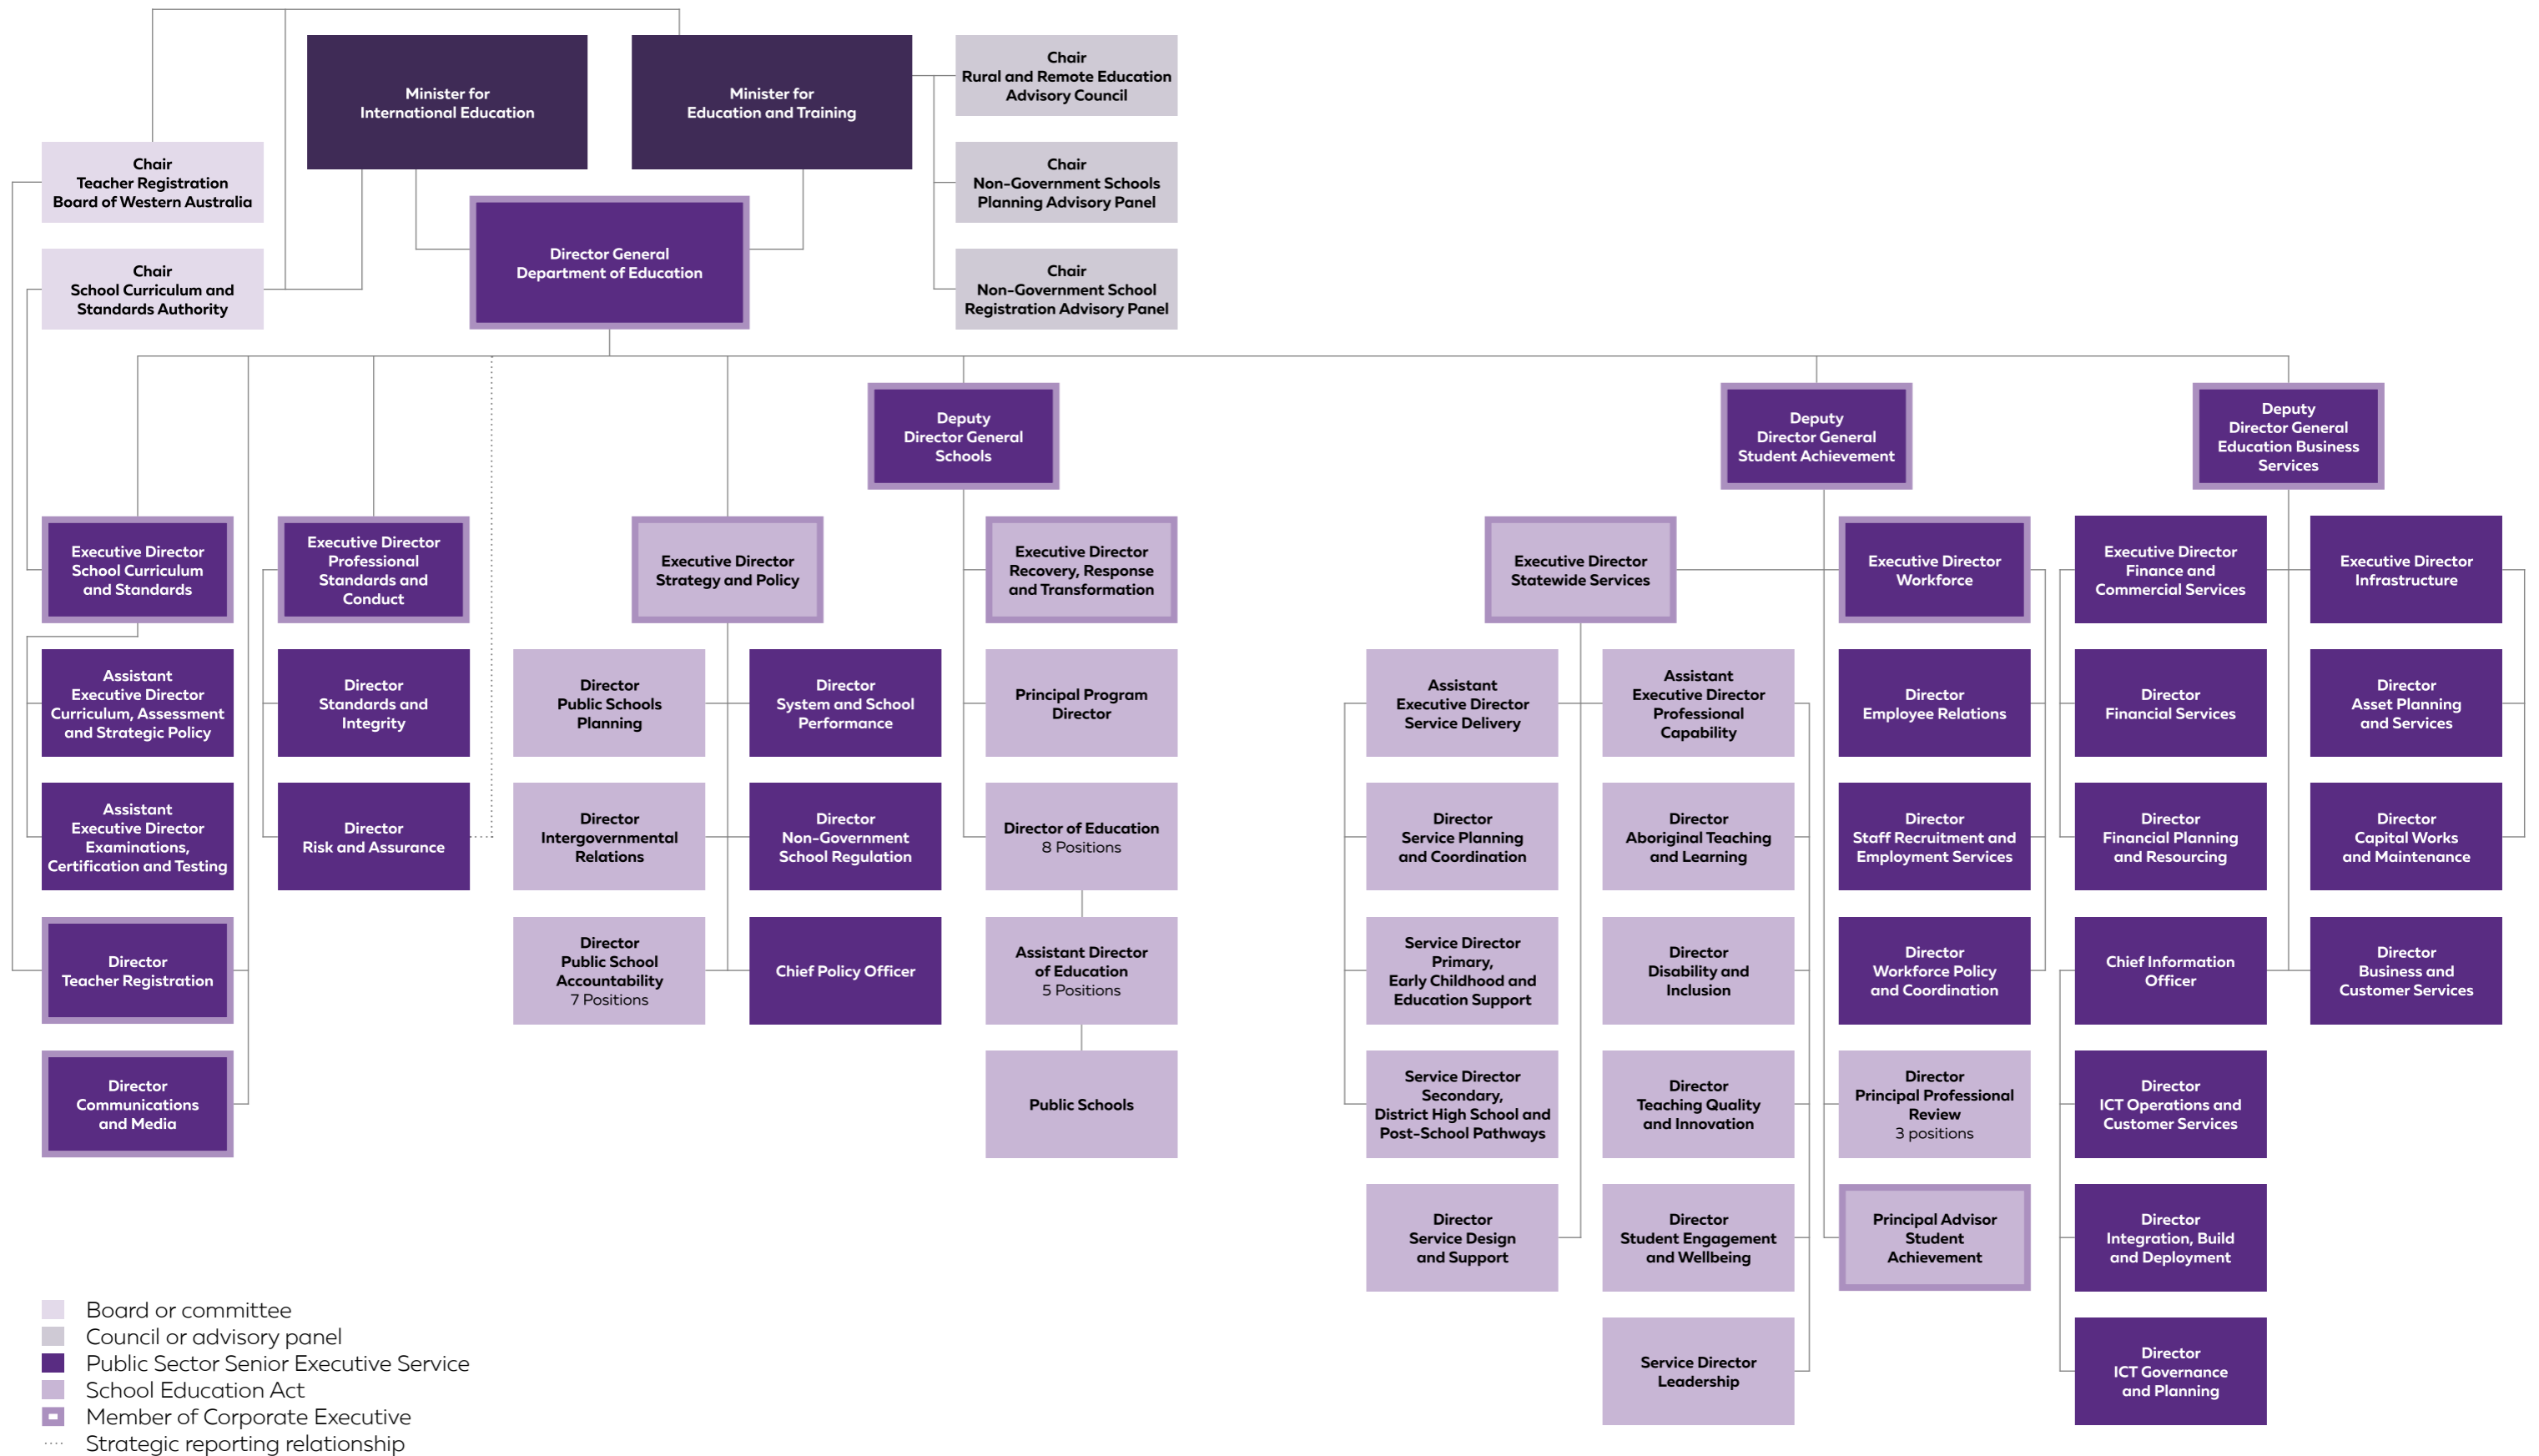 Minister for
International Education
Minister for
Education and Training
Chair
Rural and Remote Education
Advisory Council
Chair
Teacher Registration
Board of Western Australia
Chair
Non-Government Schools
Planning Advisory Panel
Director General
Department of Education
Chair
School Curriculum and
Standards Authority
Chair
Non-Government School
Registration Advisory Panel
Deputy
Director General
Schools
Deputy
Director General
Student Achievement
Deputy
Director General
Education Business
Services
Executive Director
School Curriculum
and Standards
Executive Director
Professional
Standards and
Conduct
Executive Director
Strategy and Policy
Executive Director
Recovery, Response
and Transformation
Executive Director
Statewide Services
Executive Director
Workforce
Executive Director
Finance and
Commercial Services
Executive Director
Infrastructure
Assistant
Executive Director
Curriculum, Assessment
and Strategic Policy
Director
Standards and
Integrity
Director
Public Schools
Planning
Director
System and School
Performance
Principal Program
Director
Assistant
Executive Director
Service Delivery
Assistant
Executive Director
Professional
Capability
Director
Employee Relations
Director
Financial Services
Director
Asset Planning
and Services
Assistant
Executive Director
Examinations,
Certification and Testing
Director
Risk and Assurance
Director
Intergovernmental
Relations
Director
Non-Government
School Regulation
Director of Education
8 Positions
Director
Service Planning
and Coordination
Director
Aboriginal Teaching
and Learning
Director
Staff Recruitment and
Employment Services
Director
Financial Planning
and Resourcing
Director
Capital Works
and Maintenance
Director
Teacher Registration
Director
Public School
Accountability
7 Positions
Chief Policy Officer
Assistant Director
of Education
5 Positions
Service Director
Primary,
Early Childhood and
Education Support
Director
Disability and
Inclusion
Director
Workforce Policy
and Coordination
Chief Information
Officer
Director
Business and
Customer Services
Director
Communications
and Media
Public Schools
Service Director
Secondary,
District High School and
Post-School Pathways
Director
Teaching Quality
and Innovation
Director
Principal Professional
Review
3 positions
Director
ICT Operations and
Customer Services
Director
Service Design
and Support
Director
Student Engagement
and Wellbeing
Principal Advisor
Student
Achievement
Director
Integration, Build
and Deployment
Service Director
Leadership
Director
ICT Governance
and Planning
Board or committee
Council or advisory panel
Public Sector Senior Executive Service
School Education Act
Member of Corporate Executive
Strategic reporting relationship